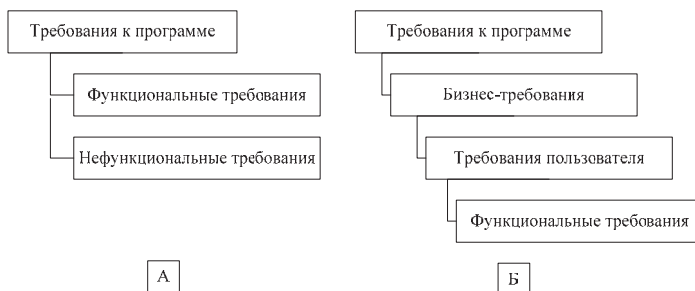 Требования к программе
Функциональные требования
Нефункциональные требования
А
Требования к программе
Бизнес-требования
Требования пользователя
Функциональные требования
Б